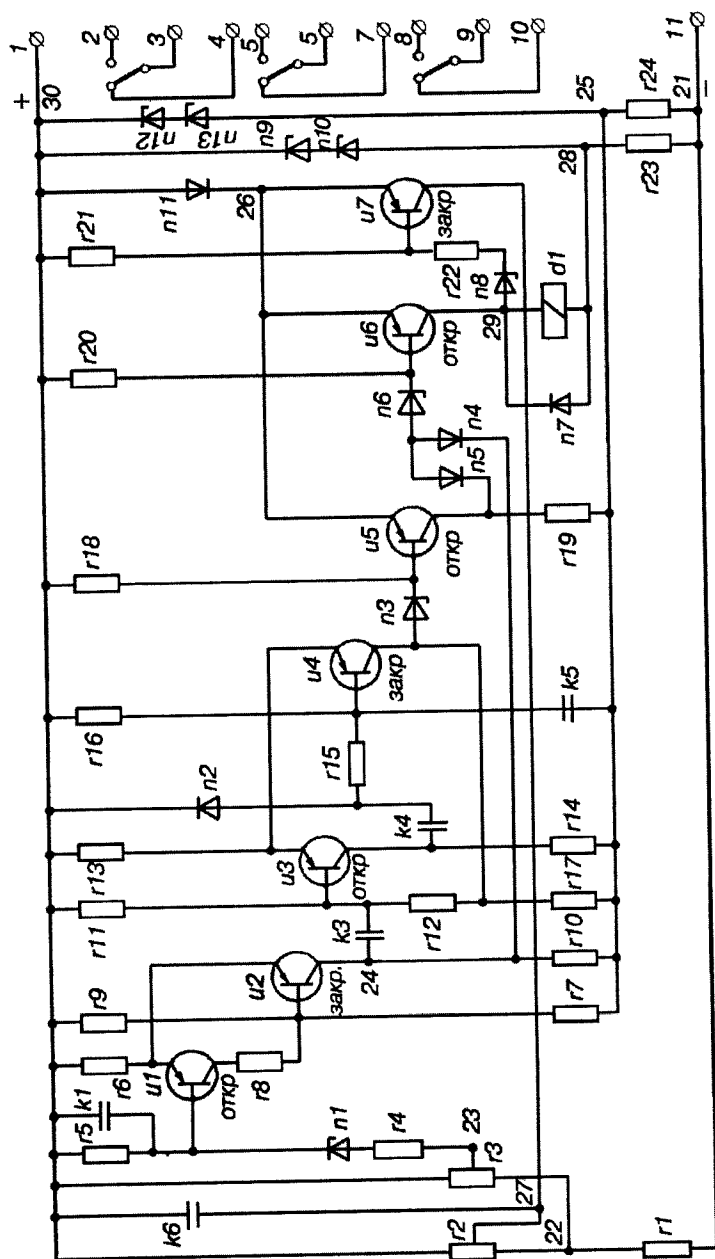 1
2
3
4
5
5
7
8
9
10
11
+
30
n12
n13
n9
n10
25
r24
21
−
r23
28
n11
26
u7
закр
r21
r22
n8
d1
29
u6
откр
r20
n6
n4
n5
n7
u5
откр
r18
n3
r19
u4
закр
r16
r15
k5
n2
k4
r14
r13
u3
откр
r11
r12
r17
k3
r10
u2
закр.
24
r9
r7
r6
u1
откр
r8
k1
r5
n1
r4
23
r3
k6
27
r2
22
r1